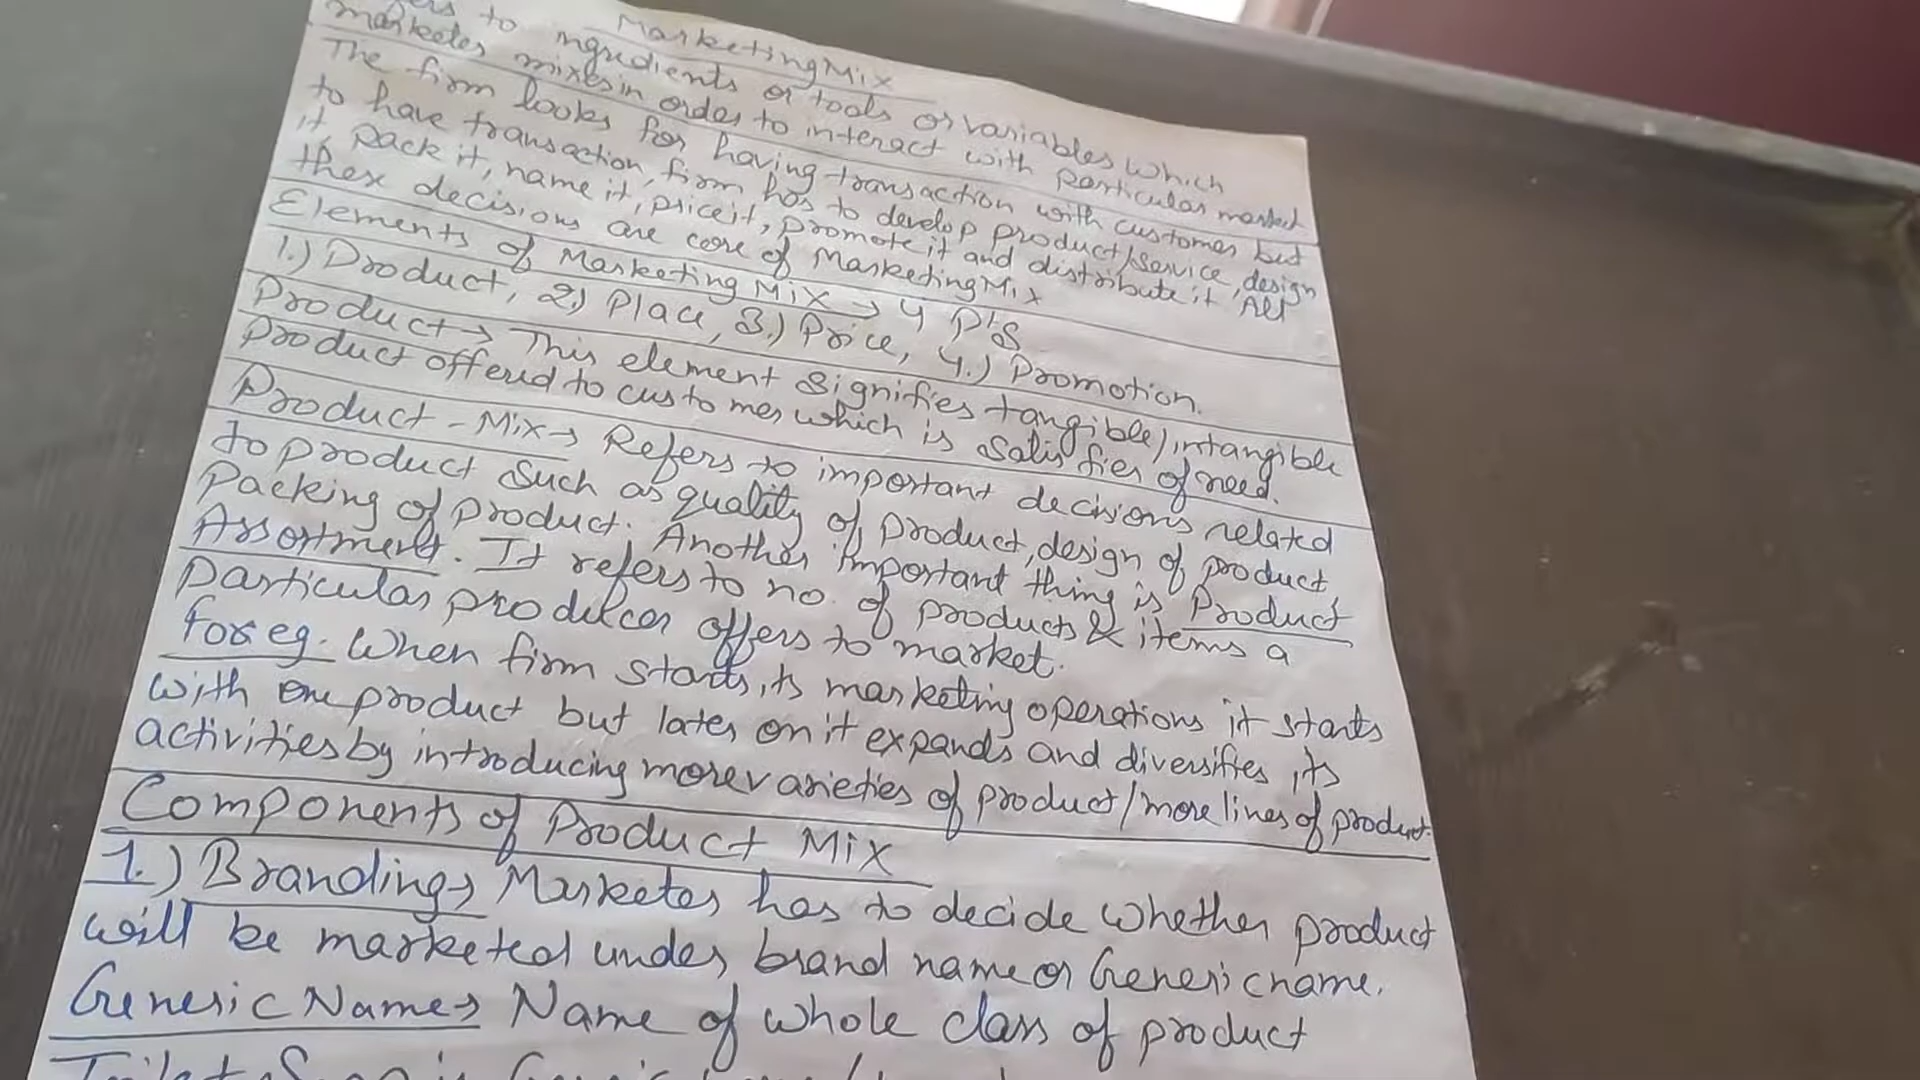 Marketing Mix
to ingredients or tools or variables which
marketer mixes in order to interact with particular market
The firm looks for having transaction with customer but
to have transaction, firm has to develop product/service, design
it, Pack it, name it, price it, promote it and distribute it All
these decisions are core of Marketing Mix
Elements of Marketing Mix → 4 P's
1.) Product, 2.) Place, 3.) Price, 4.) Promotion.
Product → This element signifies tangible/intangible
product offered to customer which is satisfies of need.
Product - Mix → Refers to important decisions related
to product such as quality of product, design of product,
Packing of product. Another important thing is Product
Assortment. It refers to no. of products & items a
particular producer offers to market.
For eg. When firm starts its marketing operations it starts
with one product but later on it expands and diversifies its
activities by introducing more varieties of product/more lines of product.
Components of Product Mix
1.) Branding → Marketer has to decide whether product
will be marketed under brand name or Generic name.
Generic Name → Name of whole class of product